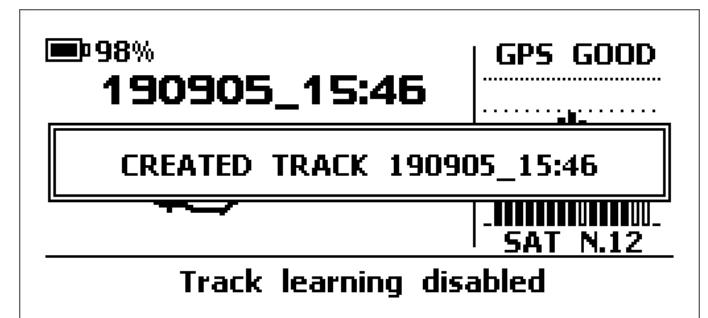 98%
GPS GOOD
190905_15:46
CREATED TRACK 190905_15:46
SAT N.12
Track learning disabled